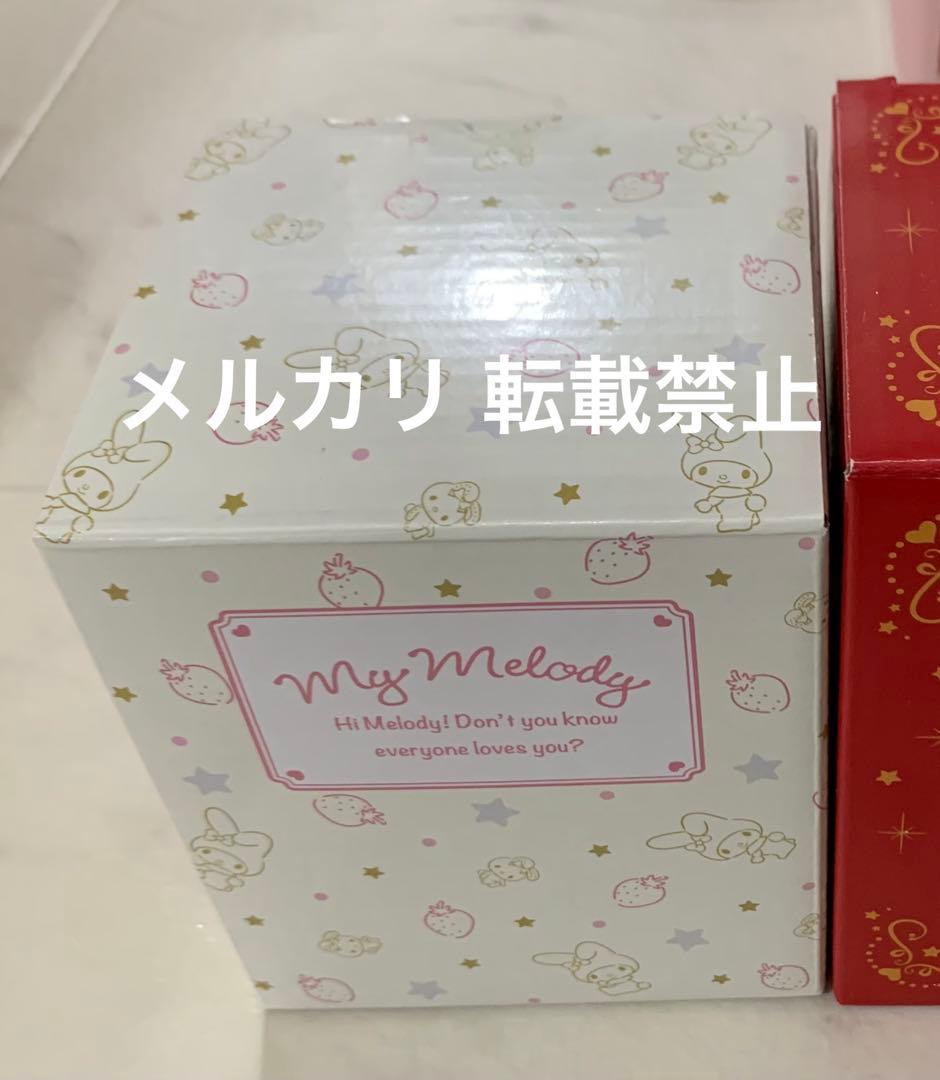 メルカリ 転載禁止
My Melody
Hi Melody! Don't you know
everyone loves you?